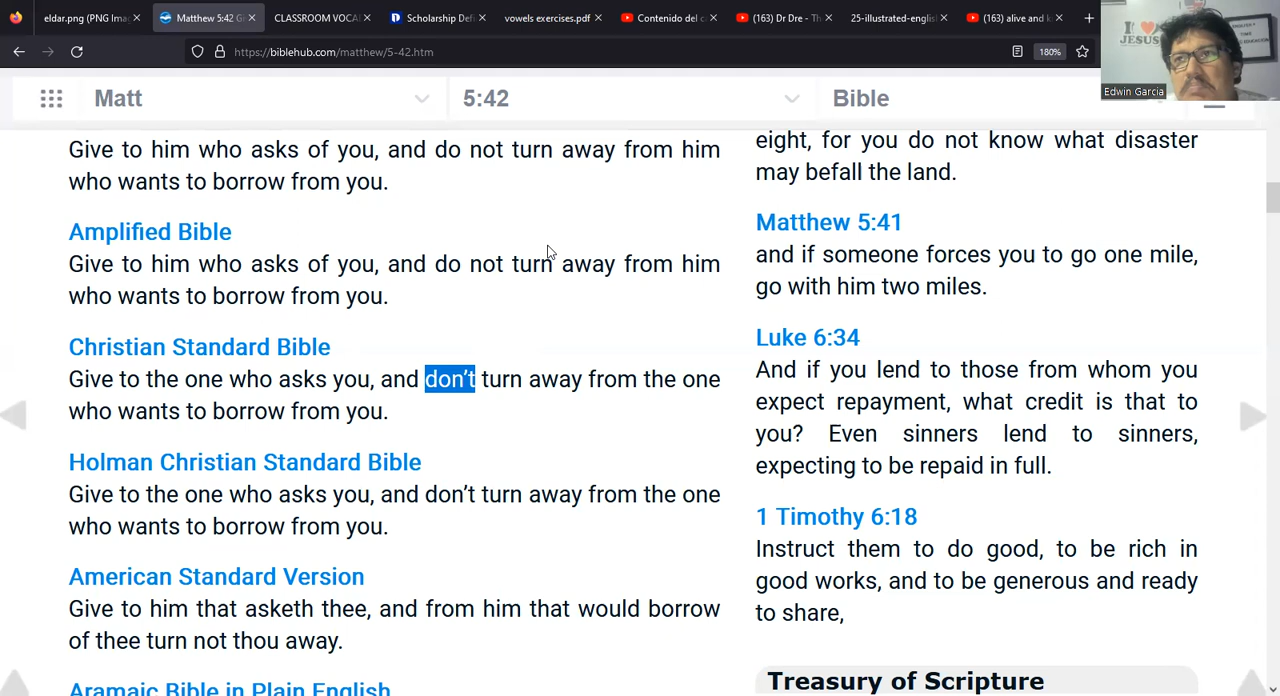 eldar.png (PNG Ima
Matthew 5:42 G
CLASSROOM VOCA
Scholarship Def
vowels exercises.pdf
Contenido del c
(163) Dr Dre - Th
25-illustrated-englis
(163) alive and k
https://biblehub.com/matthew/5-42.htm
180%
I ❤
JESUS
Edwin Garcia
Matt
5:42
Bible
Give to him who asks of you, and do not turn away from him
who wants to borrow from you.
Amplified Bible
Give to him who asks of you, and do not turn away from him
who wants to borrow from you.
Christian Standard Bible
Give to the one who asks you, and don’t turn away from the one
who wants to borrow from you.
Holman Christian Standard Bible
Give to the one who asks you, and don’t turn away from the one
who wants to borrow from you.
American Standard Version
Give to him that asketh thee, and from him that would borrow
of thee turn not thou away.
Aramaic Bible in Plain English
eight, for you do not know what disaster
may befall the land.
Matthew 5:41
and if someone forces you to go one mile,
go with him two miles.
Luke 6:34
And if you lend to those from whom you
expect repayment, what credit is that to
you? Even sinners lend to sinners,
expecting to be repaid in full.
1 Timothy 6:18
Instruct them to do good, to be rich in
good works, and to be generous and ready
to share,
Treasury of Scripture